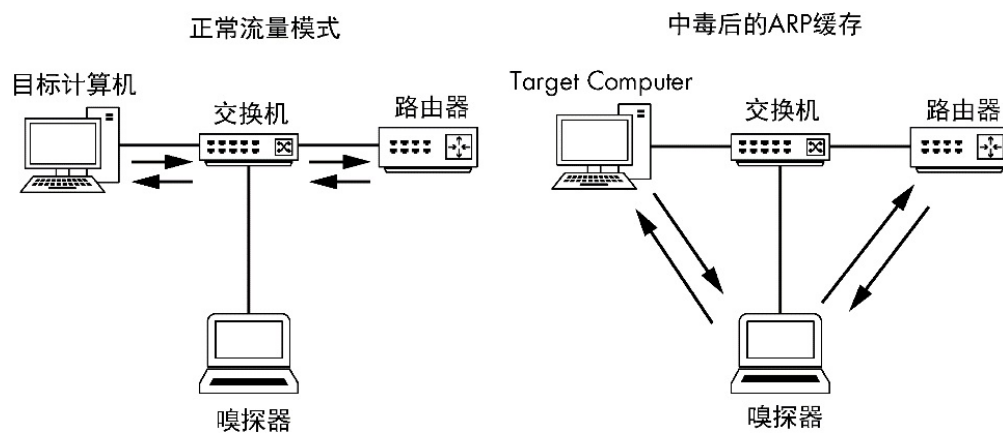 正常流量模式
目标计算机
交换机
路由器
嗅探器
中毒后的ARP缓存
Target Computer
交换机
路由器
嗅探器